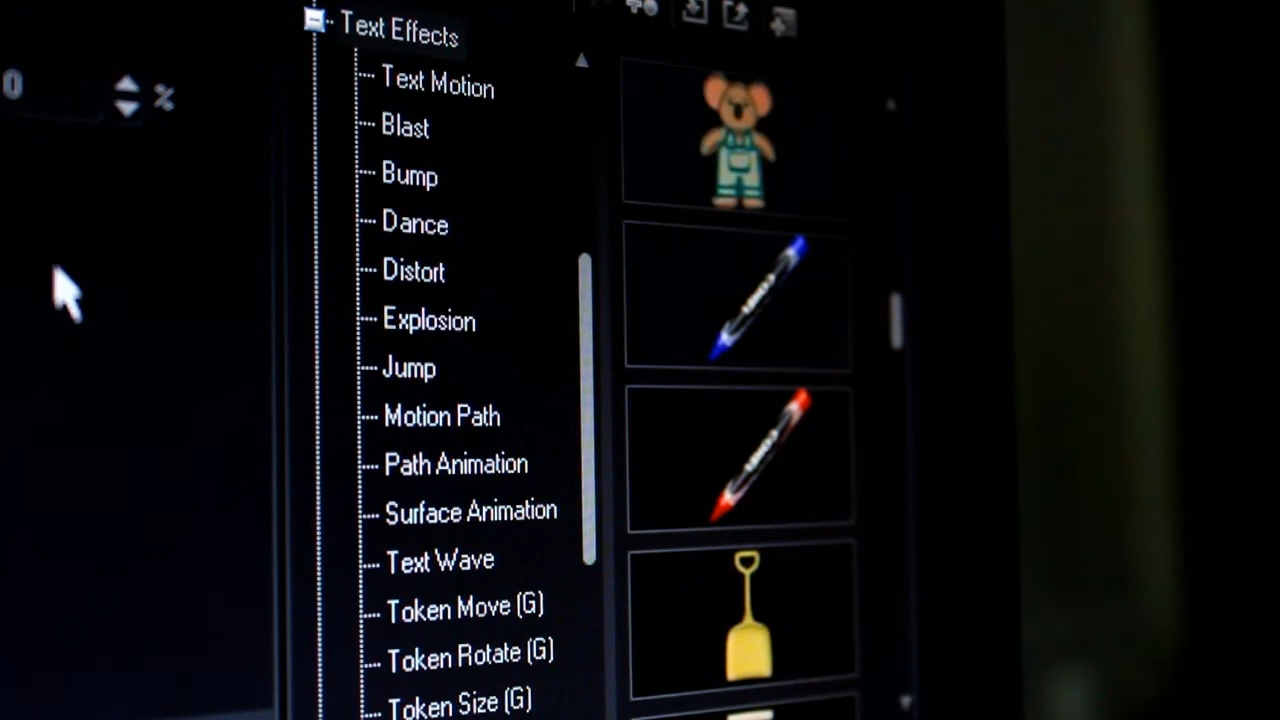 Text Effects
0 %
Text Motion
Blast
Bump
Dance
Distort
Explosion
Jump
Motion Path
Path Animation
Surface Animation
Text Wave
Token Move (G)
Token Rotate (G)
Token Size (G)